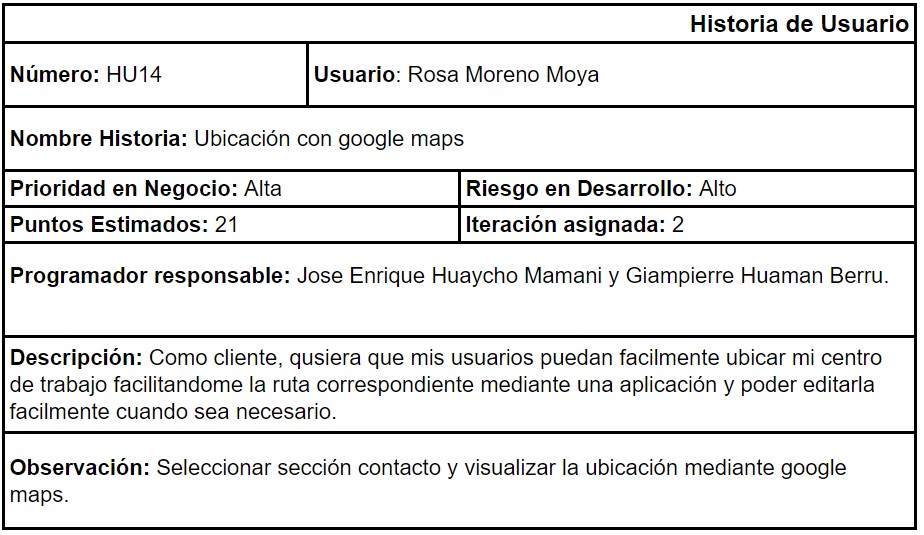 Historia de Usuario
Número: HU14
Usuario: Rosa Moreno Moya
Nombre Historia: Ubicación con google maps
Prioridad en Negocio: Alta
Riesgo en Desarrollo: Alto
Puntos Estimados: 21
Iteración asignada: 2
Programador responsable: Jose Enrique Huaycho Mamani y Giampierre Huaman Berru.
Descripción: Como cliente, qusiera que mis usuarios puedan facilmente ubicar mi centro
de trabajo facilitandome la ruta correspondiente mediante una aplicación y poder editarla
facilmente cuando sea necesario.
Observación: Seleccionar sección contacto y visualizar la ubicación mediante google
maps.